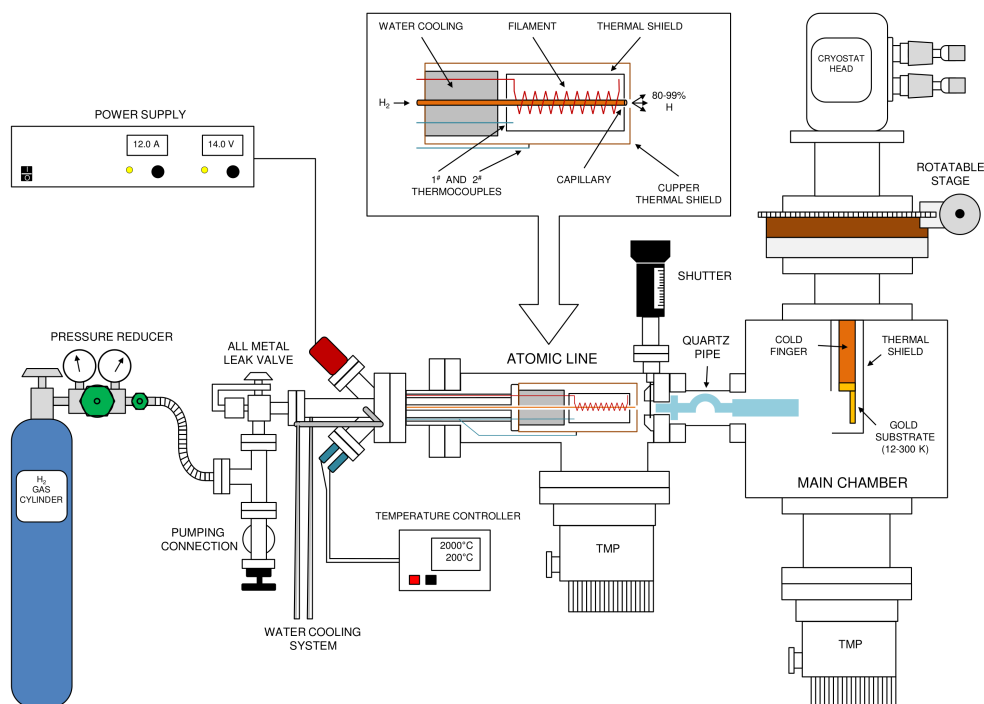 WATER COOLING
FILAMENT
THERMAL SHIELD
H₂
80-99%
H
1# AND 2#
THERMOCOUPLES
CAPILLARY
CUPPER
THERMAL SHIELD
CRYOSTAT
HEAD
POWER SUPPLY
12.0 A
14.0 V
I
O
ROTATABLE
STAGE
SHUTTER
PRESSURE REDUCER
ALL METAL
LEAK VALVE
ATOMIC LINE
QUARTZ
PIPE
COLD
FINGER
THERMAL
SHIELD
GOLD
SUBSTRATE
(12-300 K)
MAIN CHAMBER
H₂
GAS
CYLINDER
PUMPING
CONNECTION
TEMPERATURE CONTROLLER
2000°C
200°C
TMP
WATER COOLING
SYSTEM
TMP